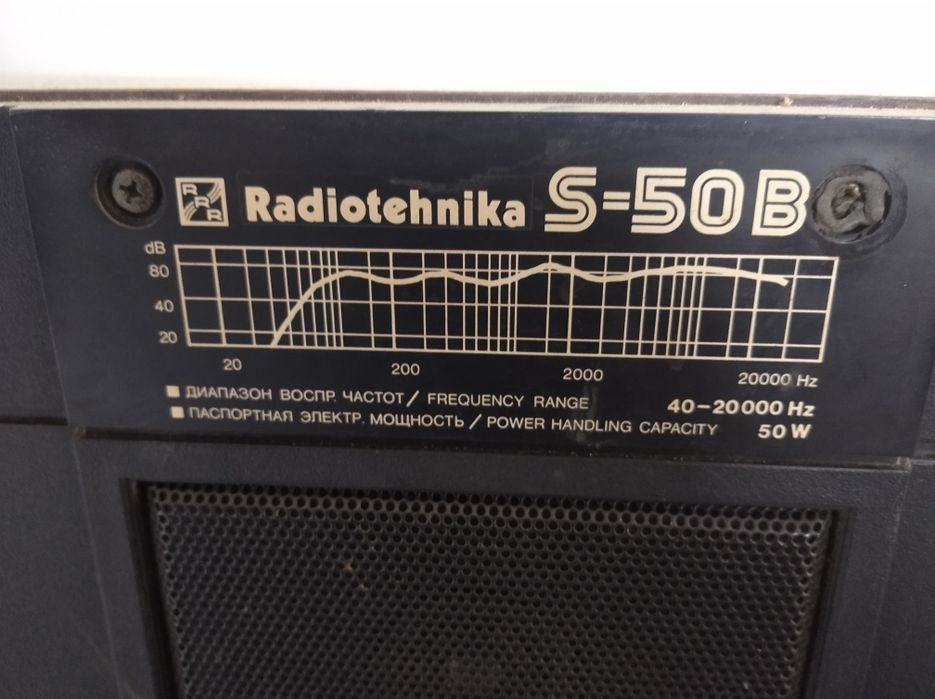 RRR Radiotehnika S=50B
dB
80
40
20
20 200 2000 20000 Hz
ДИАПАЗОН ВОСПР. ЧАСТОТ / FREQUENCY RANGE 40-20000 Hz
ПАСПОРТНАЯ ЭЛЕКТР. МОЩНОСТЬ / POWER HANDLING CAPACITY 50 W